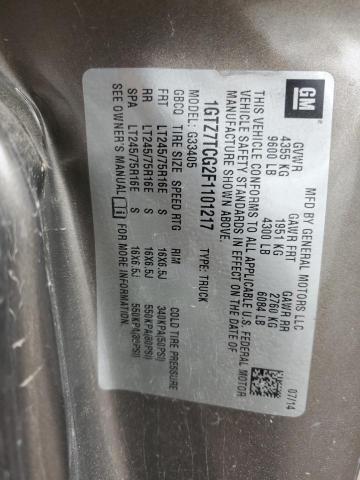 GM
MFD BY GENERAL MOTORS LLC
07/14
GVWR
GAWR FRT
GAWR RR
4355 KG
1951 KG
2760 KG
9600 LB
4300 LB
6084 LB
THIS VEHICLE CONFORMS TO ALL APPLICABLE U.S. FEDERAL MOTOR
VEHICLE SAFETY STANDARDS IN EFFECT ON THE DATE OF
MANUFACTURE SHOWN ABOVE.
1GTZ7TCG2F1101217
TYPE: TRUCK
MODEL: G33405
GBCQ TIRE SIZE SPEED RTG RIM COLD TIRE PRESSURE
FRT LT245/75R16E S 16X6.5J 340KPA(50PSI)
RR LT245/75R16E S 16X6.5J 550KPA(80PSI)
SPA LT245/75R16E S 16X6.5J 550KPA(80PSI)
SEE OWNER'S MANUAL FOR MORE INFORMATION.